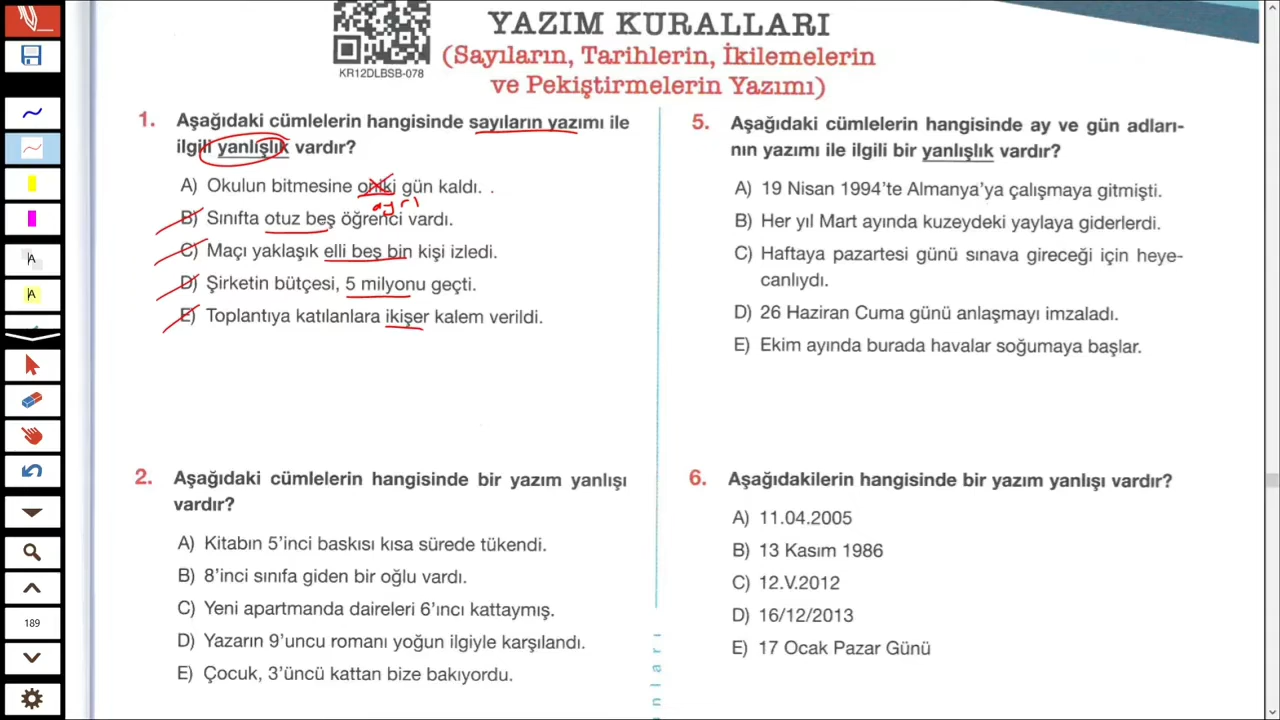 YAZIM KURALLARI
(Sayıların, Tarihlerin, İkilemelerin
ve Pekiştirmelerin Yazımı)
KR12DLBSB-078
1. Aşağıdaki cümlelerin hangisinde sayıların yazımı ile
ilgili yanlışlık vardır?
A) Okulun bitmesine oniki gün kaldı. .
ayrı
B) Sınıfta otuz beş öğrenci vardı.
C) Maçı yaklaşık elli beş bin kişi izledi.
D) Şirketin bütçesi, 5 milyonu geçti.
E) Toplantıya katılanlara ikişer kalem verildi.
2. Aşağıdaki cümlelerin hangisinde bir yazım yanlışı
vardır?
A) Kitabın 5’inci baskısı kısa sürede tükendi.
B) 8’inci sınıfa giden bir oğlu vardı.
C) Yeni apartmanda daireleri 6’ıncı kattaymış.
D) Yazarın 9’uncu romanı yoğun ilgiyle karşılandı.
E) Çocuk, 3’üncü kattan bize bakıyordu.
5. Aşağıdaki cümlelerin hangisinde ay ve gün adları-
nın yazımı ile ilgili bir yanlışlık vardır?
A) 19 Nisan 1994’te Almanya’ya çalışmaya gitmişti.
B) Her yıl Mart ayında kuzeydeki yaylaya giderlerdi.
C) Haftaya pazartesi günü sınava gireceği için heye-
canlıydı.
D) 26 Haziran Cuma günü anlaşmayı imzaladı.
E) Ekim ayında burada havalar soğumaya başlar.
6. Aşağıdakilerin hangisinde bir yazım yanlışı vardır?
A) 11.04.2005
B) 13 Kasım 1986
C) 12.V.2012
D) 16/12/2013
E) 17 Ocak Pazar Günü
nları
A
A
189